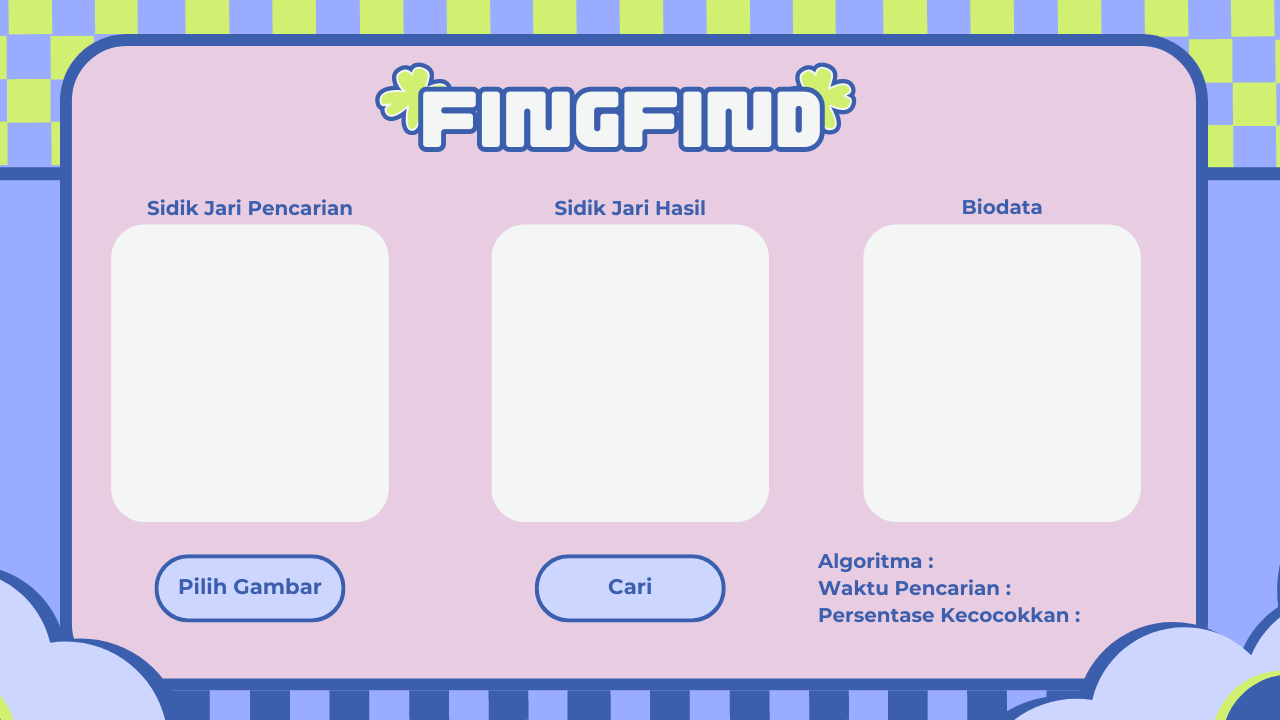 FINGFIND
Sidik Jari Pencarian
Sidik Jari Hasil
Biodata
Pilih Gambar
Cari
Algoritma :
Waktu Pencarian :
Persentase Kecocokkan :